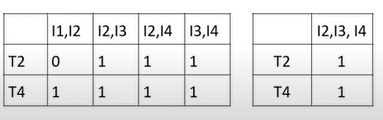 I1,I2 I2,I3 I2,I4 I3,I4
T2 0 1 1 1
T4 1 1 1 1
I2,I3, I4
T2 1
T4 1